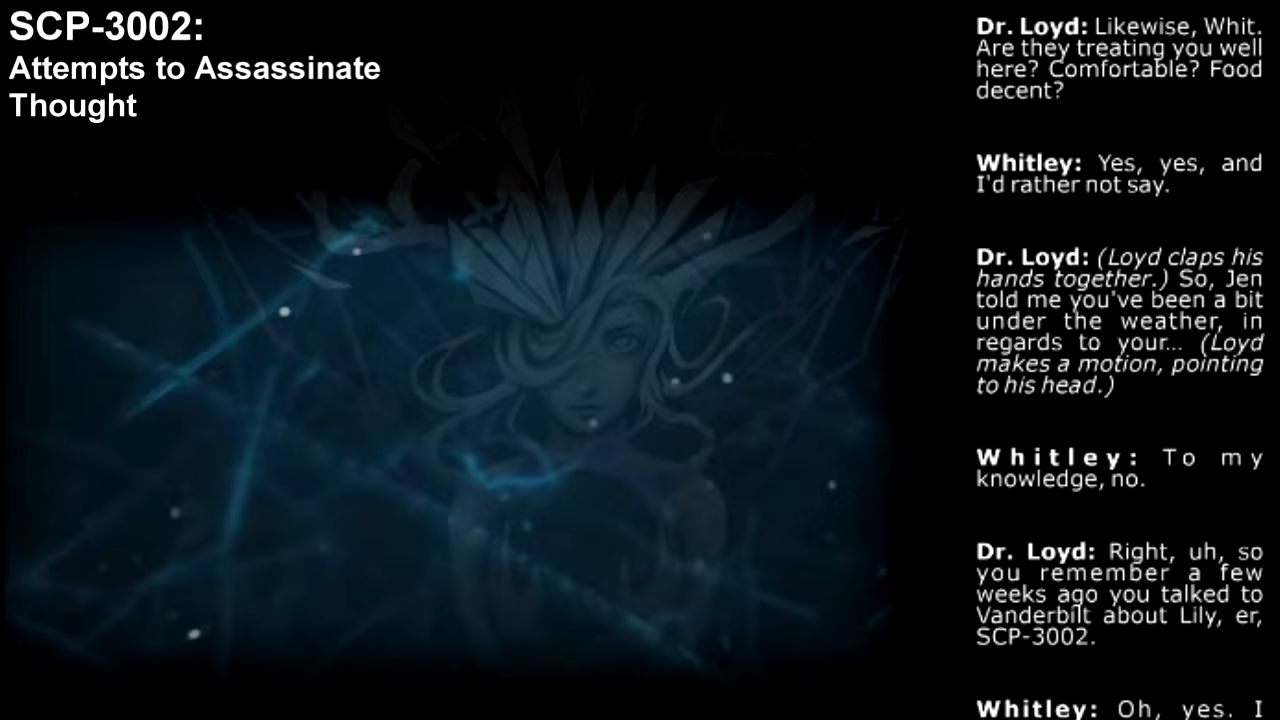 SCP-3002:
Attempts to Assassinate
Thought
Dr. Loyd: Likewise, Whit.
Are they treating you well
here? Comfortable? Food
decent?
Whitley: Yes, yes, and
I'd rather not say.
Dr. Loyd: (Loyd claps his
hands together.) So, Jen
told me you've been a bit
under the weather, in
regards to your... (Loyd
makes a motion, pointing
to his head.)
Whitley: To my
knowledge, no.
Dr. Loyd: Right, uh, so
you remember a few
weeks ago you talked to
Vanderbilt about Lily, er,
SCP-3002.
Whitley: Oh, yes. I